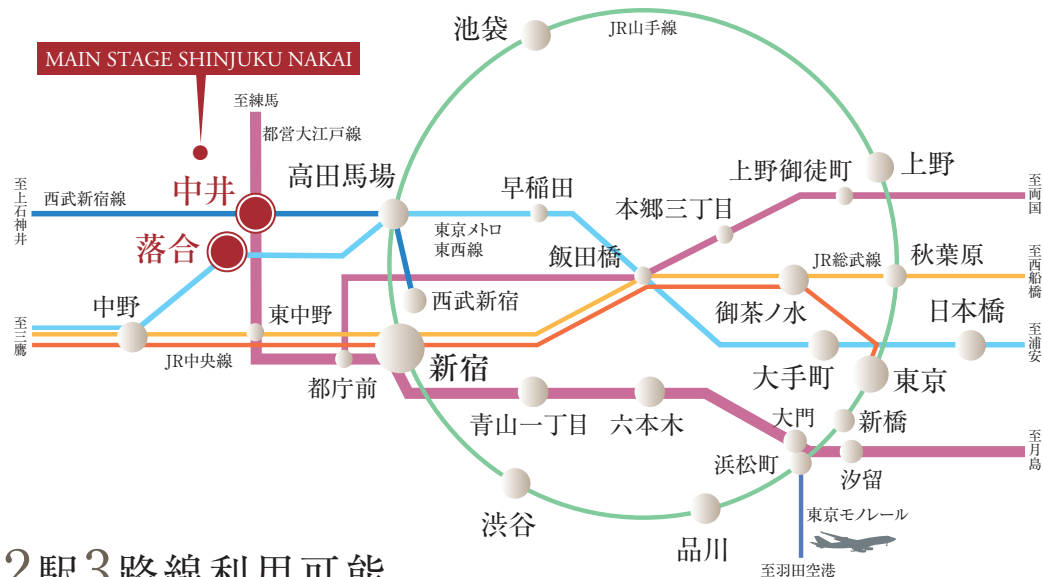 池袋
JR山手線
MAIN STAGE SHINJUKU NAKAI
至練馬
都営大江戸線
上野御徒町
上野
高田馬場
早稲田
中井
至上石神井
西武新宿線
至両国
本郷三丁目
東京メトロ
東西線
落合
飯田橋
JR総武線
秋葉原
至西船橋
西武新宿
中野
東中野
御茶ノ水
日本橋
至三鷹
至浦安
JR中央線
新宿
都庁前
大手町
東京
青山一丁目
六本木
大門
新橋
至月島
浜松町
汐留
渋谷
品川
東京モノレール
至羽田空港
2駅3路線利用可能